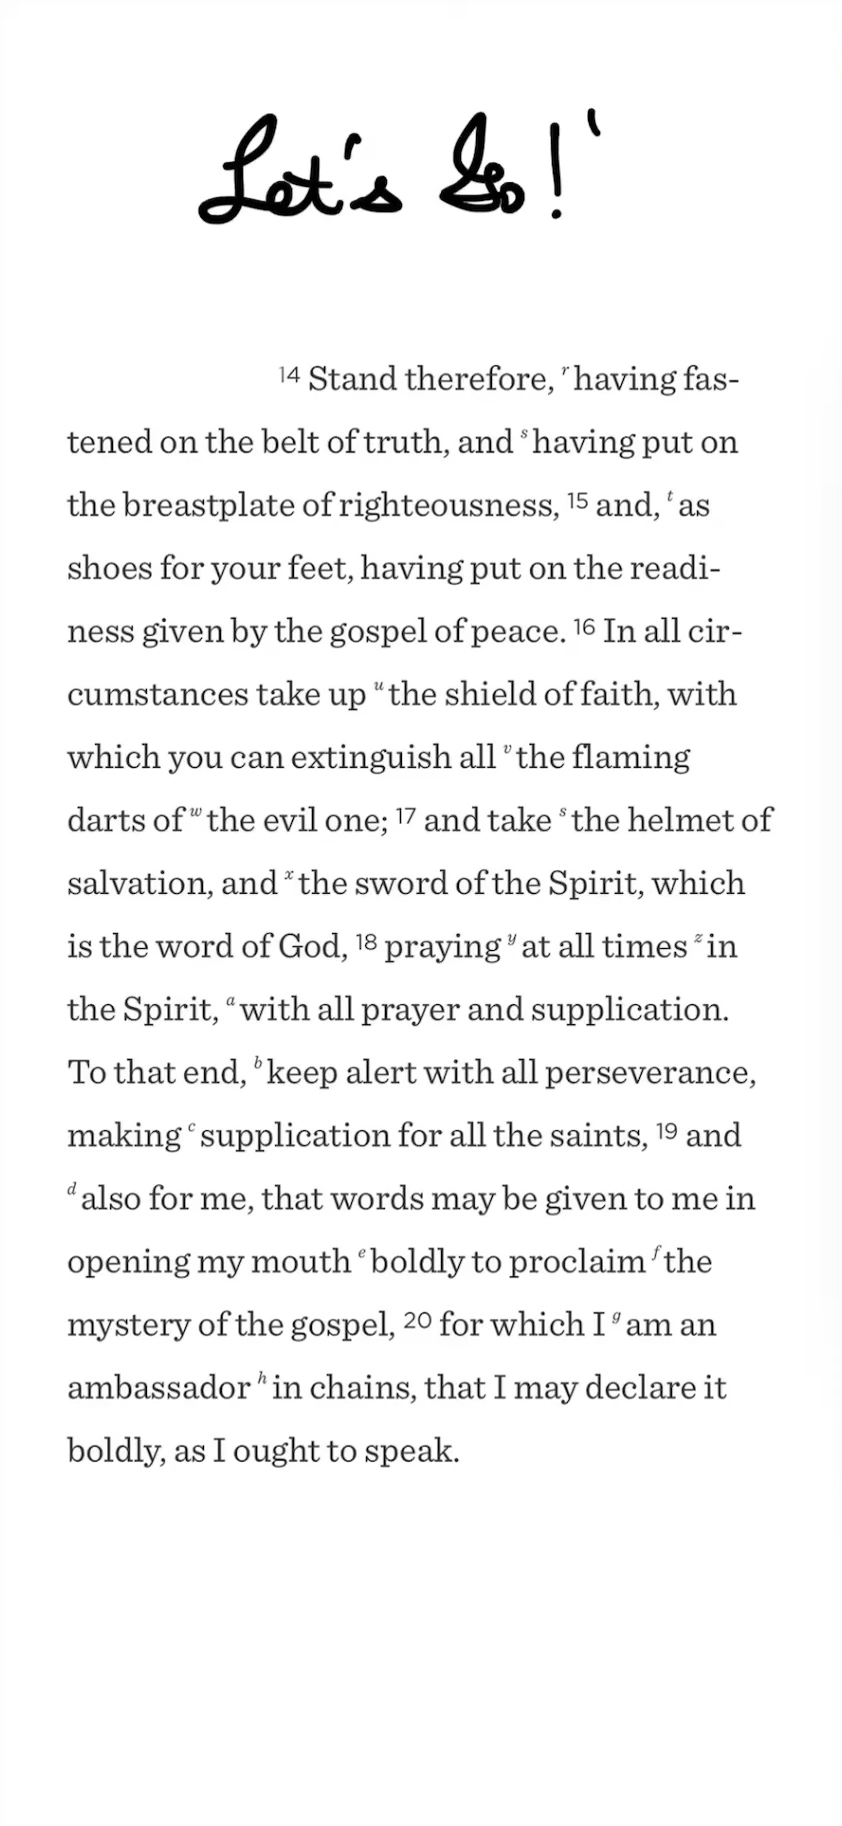 Let's Go!
14 Stand therefore, r having fas-
tened on the belt of truth, and s having put on
the breastplate of righteousness, 15 and, t as
shoes for your feet, having put on the readi-
ness given by the gospel of peace. 16 In all cir-
cumstances take up u the shield of faith, with
which you can extinguish all v the flaming
darts of w the evil one; 17 and take s the helmet of
salvation, and x the sword of the Spirit, which
is the word of God, 18 praying y at all times z in
the Spirit, a with all prayer and supplication.
To that end, b keep alert with all perseverance,
making c supplication for all the saints, 19 and
d also for me, that words may be given to me in
opening my mouth e boldly to proclaim f the
mystery of the gospel, 20 for which I g am an
ambassador h in chains, that I may declare it
boldly, as I ought to speak.